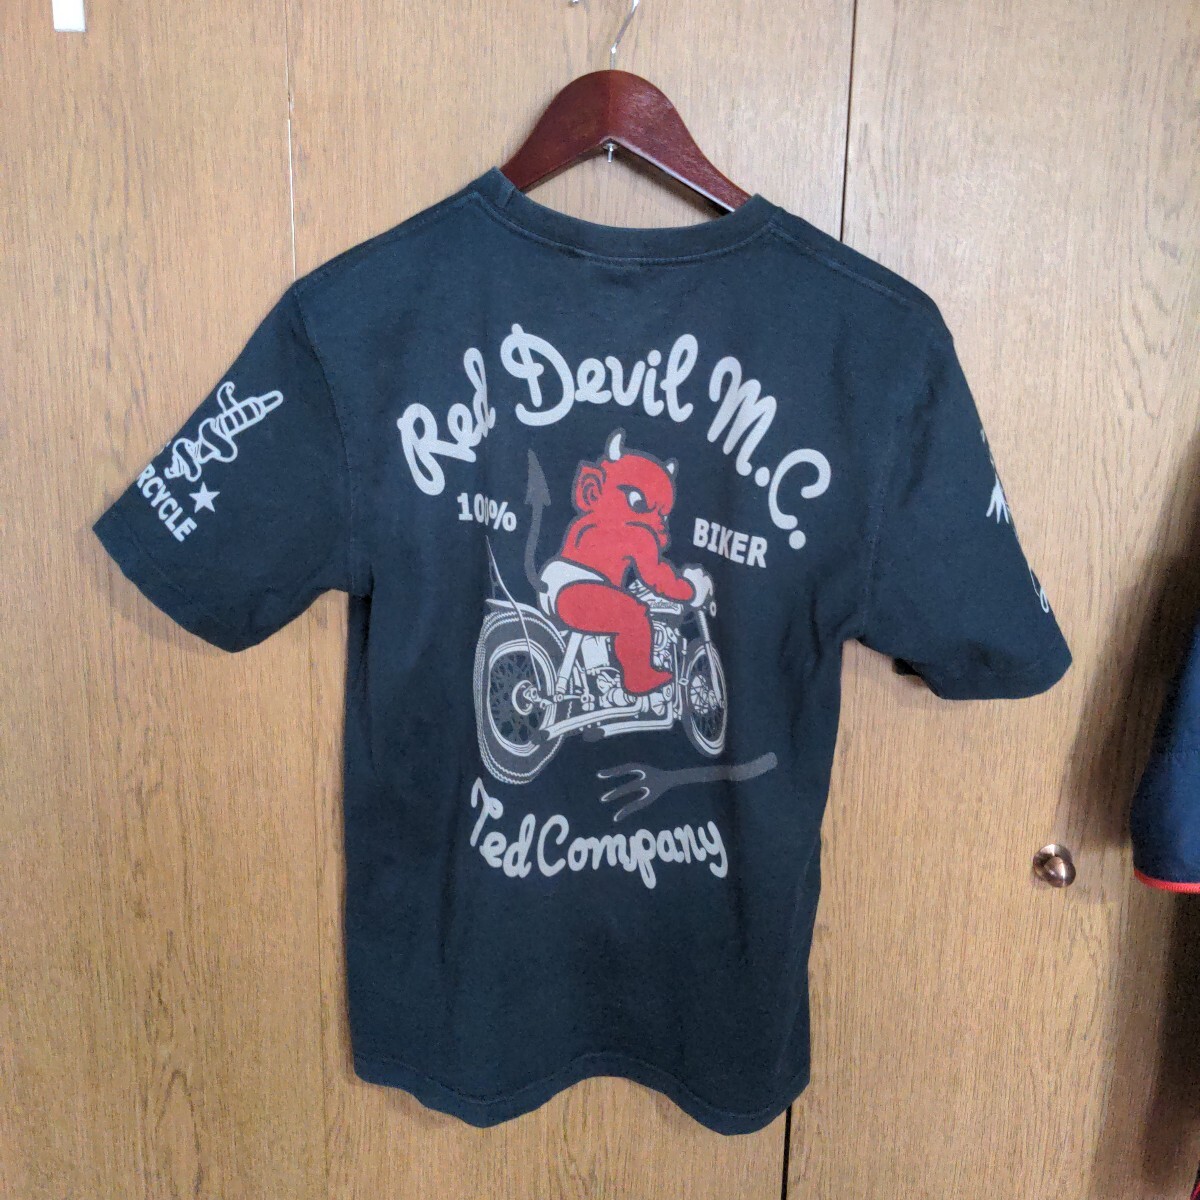 Red Devil M.C.
100% BIKER
Ted Company
RCYCLE